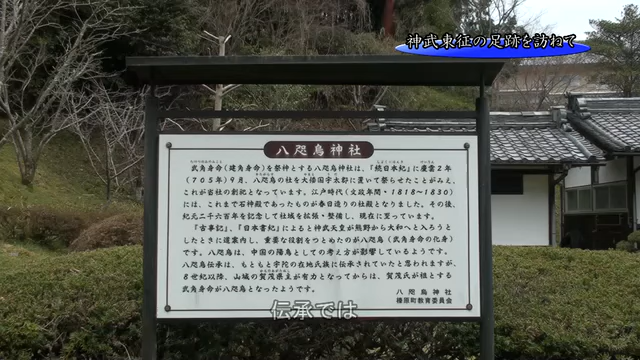 神武東征の足跡を訪ねて
八咫烏神社
武角身命(建角身命)を祭神とする八咫烏神社は、「続日本紀」に慶雲2年
(705年)9月、八咫烏の社を大倭国宇太郡に置いて祭らせたことがみえ、
これが当社の創祀となっています。江戸時代(文政年間・1818〜1830)
には、これまで石神殿であったものが春日造りの社殿となりました。その後、
紀元二千六百年を記念して社域を拡張・整備し、現在に至っています。
「古事記」、「日本書紀」によると神武天皇が熊野から大和へと入ろう
としたときに道案内し、重要な役割をつとめたのが八咫烏(武角身命の化身)
です。八咫烏は、中国の陽鳥としての考え方が影響しているようです。
八咫烏伝承は、もともと宇陀の在地氏族に伝承されていたと思われますが、
8世紀以降、山城の賀茂県主が有力となってからは、賀茂氏が祖とする
武角身命が八咫烏となったようです。
八咫烏神社
榛原町教育委員会
伝承では